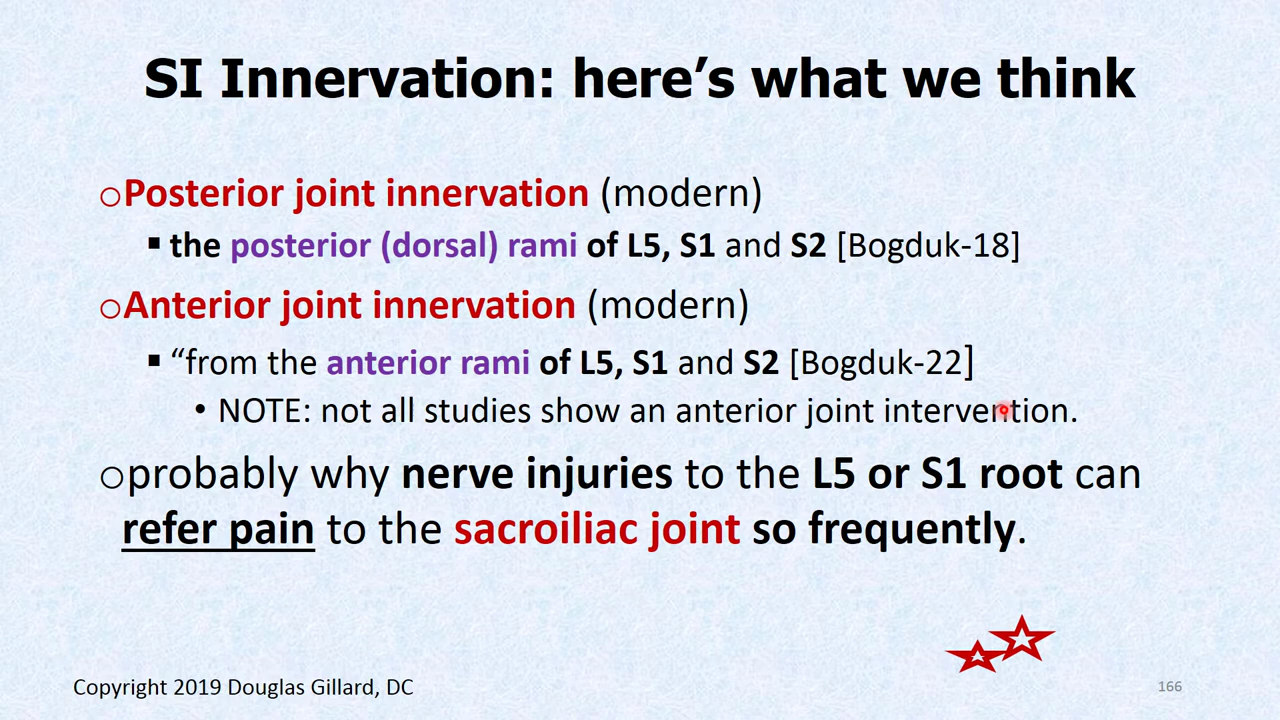 SI Innervation: here’s what we think
oPosterior joint innervation (modern)
▪ the posterior (dorsal) rami of L5, S1 and S2 [Bogduk-18]
oAnterior joint innervation (modern)
▪ “from the anterior rami of L5, S1 and S2 [Bogduk-22]
• NOTE: not all studies show an anterior joint intervention.
oprobably why nerve injuries to the L5 or S1 root can
refer pain to the sacroiliac joint so frequently.
Copyright 2019 Douglas Gillard, DC
166